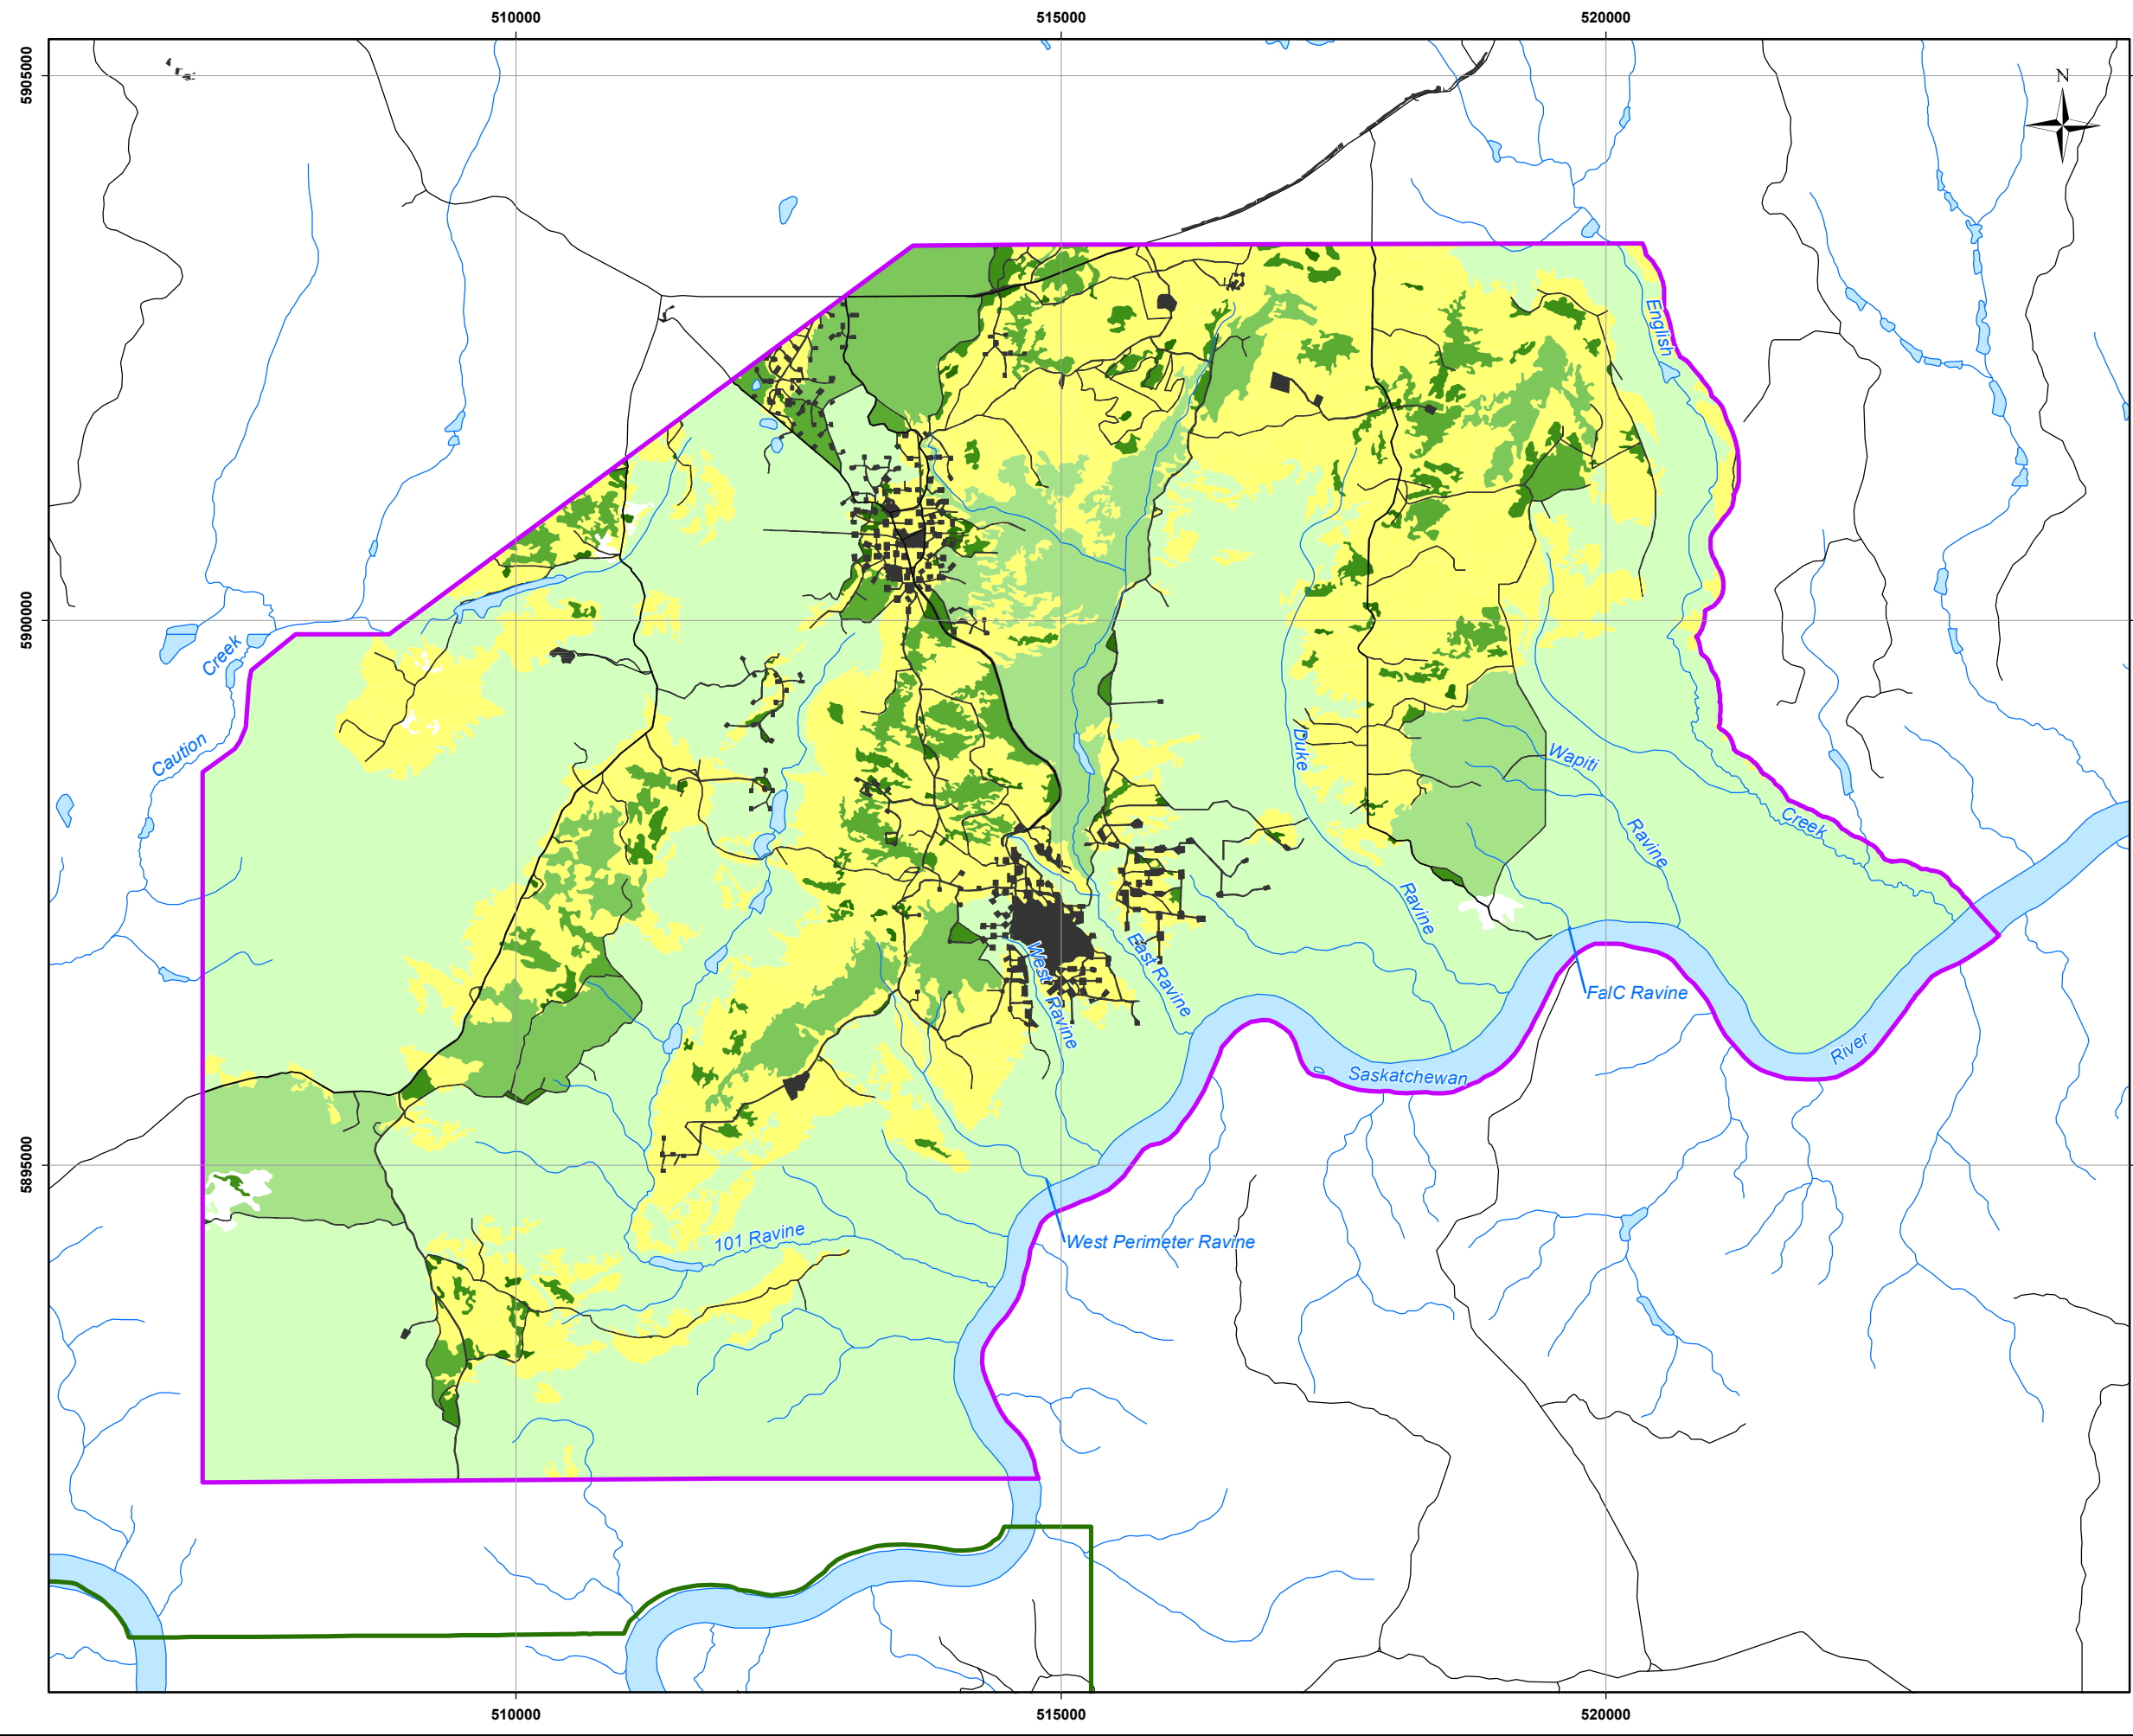 510000 515000 520000
5905000
N
English
5900000
Creek
Caution
Duke
Wapiti
Creek
Ravine
Ravine
West Ravine
East Ravine
FalC Ravine
River
Saskatchewan
5895000
101 Ravine
West Perimeter Ravine
510000 515000 520000